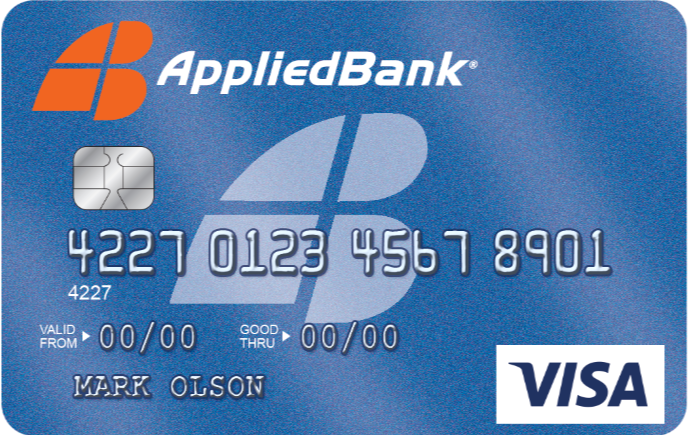 AppliedBank®
4227 0123 4567 8901
4227
VALID FROM 00/00 GOOD THRU 00/00
MARK OLSON
VISA